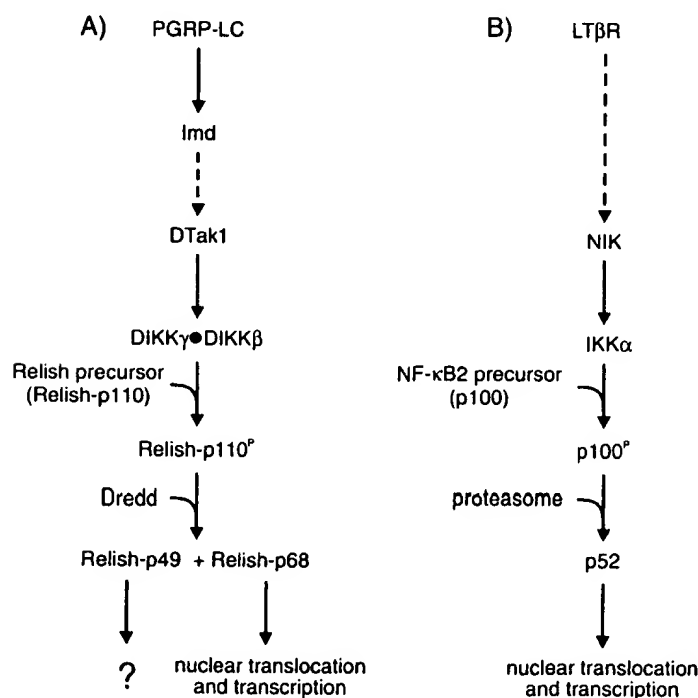 A)
PGRP-LC
Imd
DTak1
DIKKγ●DIKKβ
Relish precursor
(Relish-p110)
Relish-p110ᴾ
Dredd
Relish-p49 + Relish-p68
?
nuclear translocation
and transcription
B)
LTβR
NIK
IKKα
NF-κB2 precursor
(p100)
p100ᴾ
proteasome
p52
nuclear translocation
and transcription